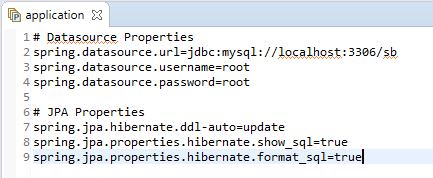 application
1 # Datasource Properties
2 spring.datasource.url=jdbc:mysql://localhost:3306/sb
3 spring.datasource.username=root
4 spring.datasource.password=root
5
6 # JPA Properties
7 spring.jpa.hibernate.ddl-auto=update
8 spring.jpa.properties.hibernate.show_sql=true
9 spring.jpa.properties.hibernate.format_sql=true